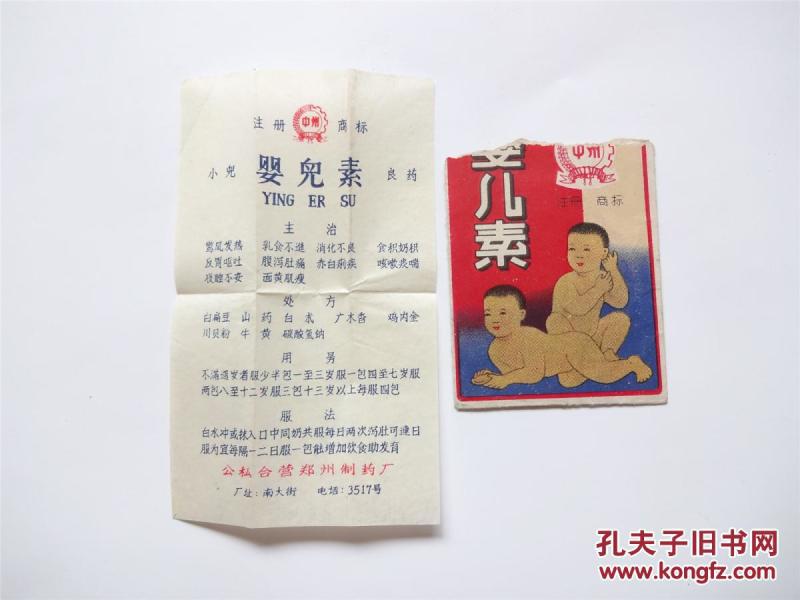 注册 中州 商标
小児 婴児素 良药
YING ER SU
主治
惊风发热 乳食不进 消化不良 食积奶积
反胃呕吐 腹泻肚痛 赤白痢疾 咳嗽痰喘
夜睡不安 面黄肌瘦
处方
白扁豆 山药 白术 广木香 鸡内金
川贝粉 牛黄 碳酸氢钠
用量
不滿週岁者服少半包一至三岁服一包四至七岁服
两包八至十二岁服三包十三岁以上每服四包
服法
白水冲或抹入口中同奶共服每日两次泻肚可連日
服为宜每隔一二日服一包能增加饮食助发育
公私合营郑州制药厂
厂址：南大街 电话：3517号
中州
注册 商标
婴儿素
孔夫子旧书网
www.kongfz.com